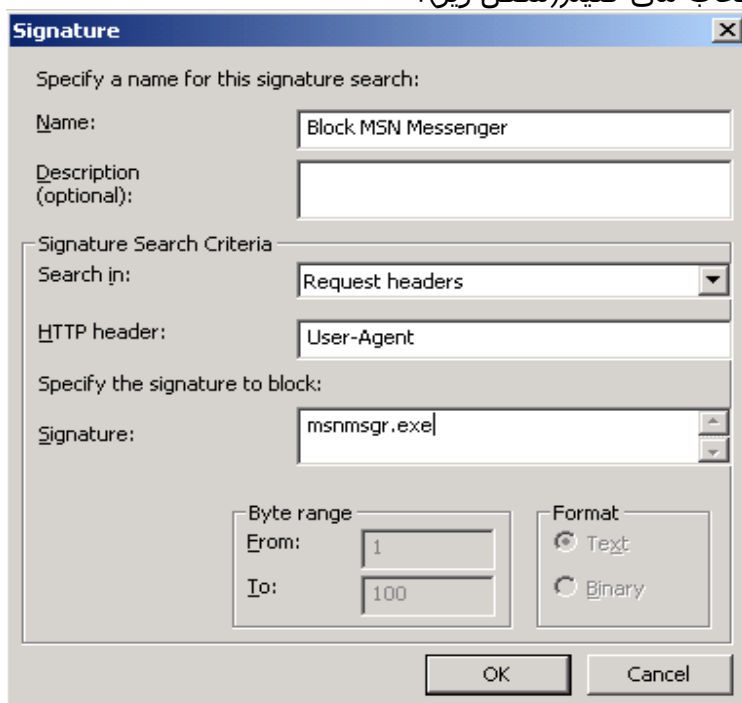 Signature
Specify a name for this signature search:
Name:
Block MSN Messenger
Description
(optional):
Signature Search Criteria
Search in:
Request headers
HTTP header:
User-Agent
Specify the signature to block:
Signature:
msnmsgr.exe
Byte range
From:
1
To:
100
Format
Text
Binary
OK
Cancel